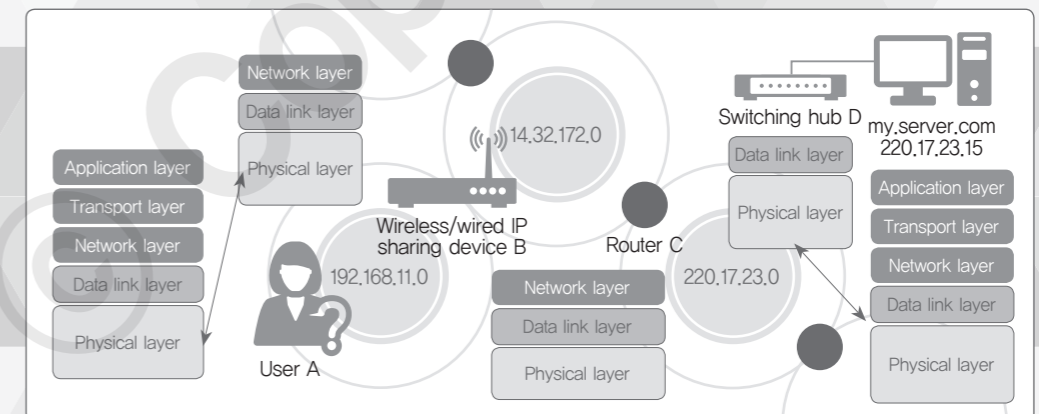 Network layer
Data link layer
Physical layer
14.32.172.0
Switching hub D
my.server.com
220.17.23.15
Data link layer
Physical layer
Application layer
Transport layer
Network layer
Data link layer
Physical layer
Wireless/wired IP
sharing device B
Router C
Application layer
Transport layer
Network layer
Data link layer
Physical layer
192.168.11.0
User A
220.17.23.0
Network layer
Data link layer
Physical layer